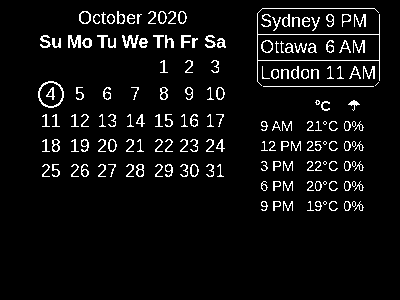 October 2020
Su Mo Tu We Th Fr Sa
1 2 3
4 5 6 7 8 9 10
11 12 13 14 15 16 17
18 19 20 21 22 23 24
25 26 27 28 29 30 31
Sydney 9 PM
Ottawa 6 AM
London 11 AM
°C ☂
9 AM 21°C 0%
12 PM 25°C 0%
3 PM 22°C 0%
6 PM 20°C 0%
9 PM 19°C 0%